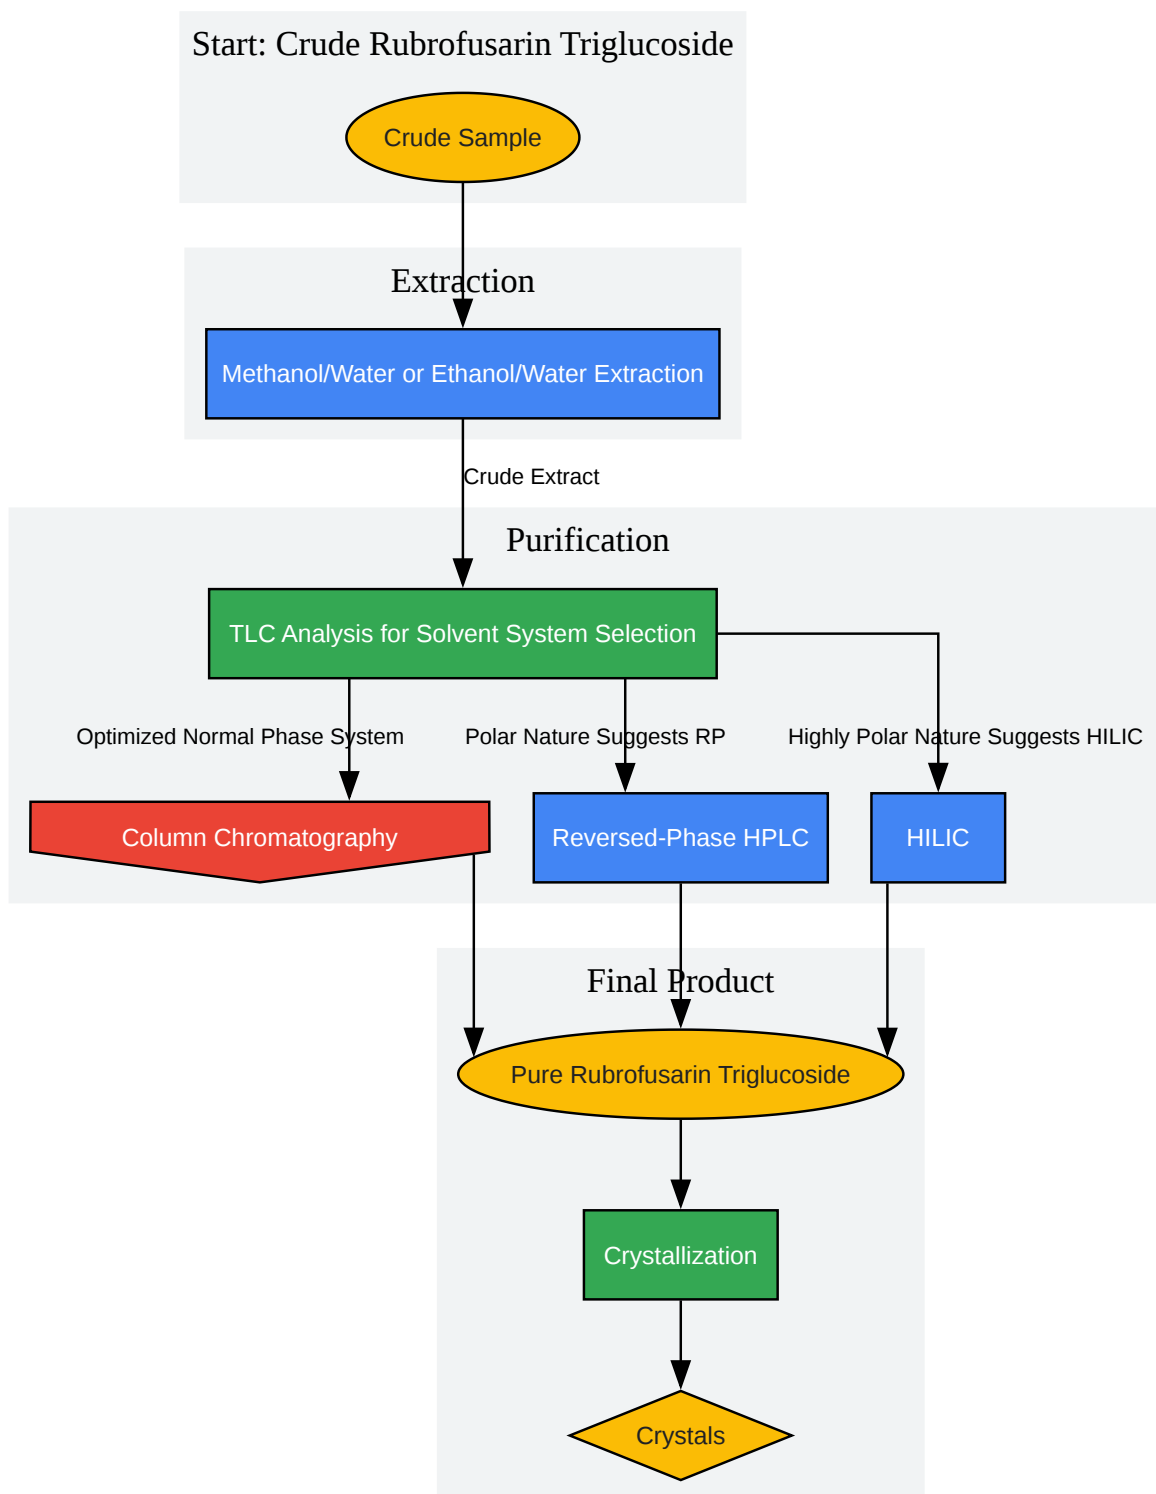 Start: Crude Rubrofusarin Triglucoside
Crude Sample
Extraction
Methanol/Water or Ethanol/Water Extraction
Crude Extract
Purification
TLC Analysis for Solvent System Selection
Optimized Normal Phase System
Polar Nature Suggests RP
Highly Polar Nature Suggests HILIC
Column Chromatography
Reversed-Phase HPLC
HILIC
Final Product
Pure Rubrofusarin Triglucoside
Crystallization
Crystals